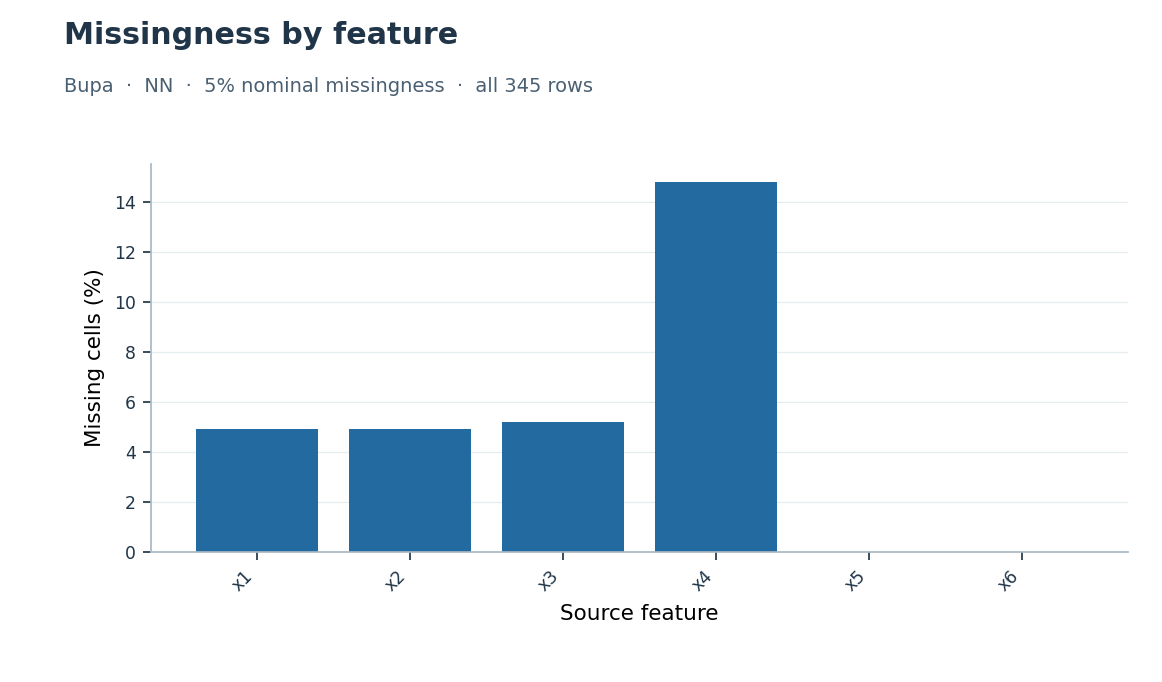 Missingness by feature
Bupa · NN · 5% nominal missingness · all 345 rows
Missing cells (%)
14
12
10
8
6
4
2
0
x1 x2 x3 x4 x5 x6
Source feature